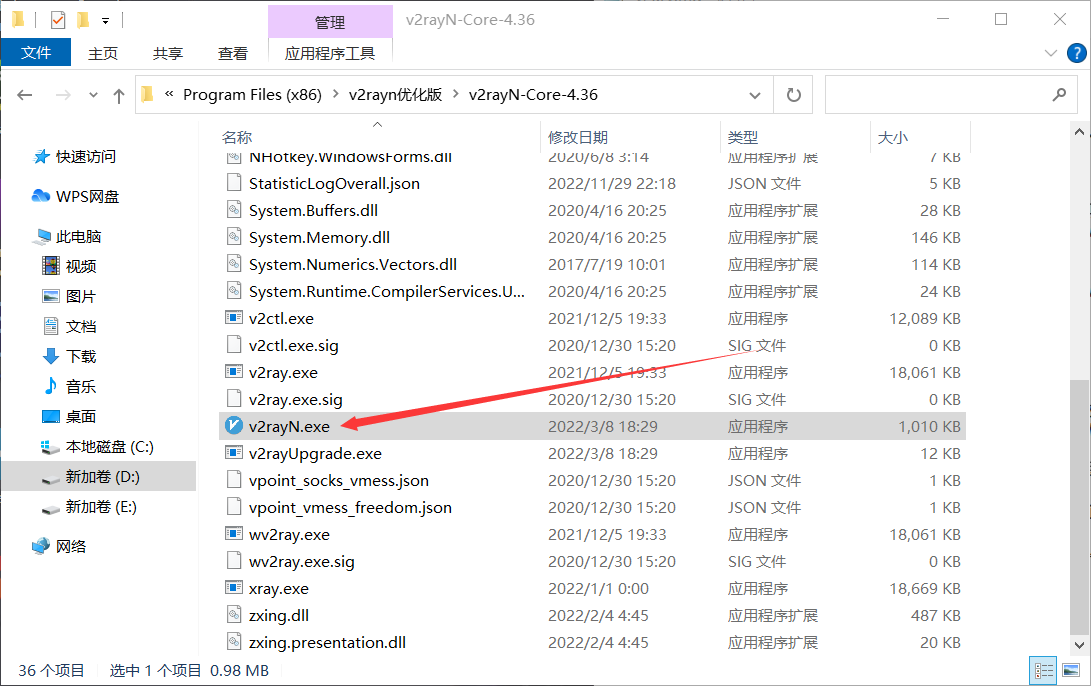 管理
v2rayN-Core-4.36
文件
主页
共享
查看
应用程序工具
« Program Files (x86) > v2rayn优化版 > v2rayN-Core-4.36
名称 修改日期 类型 大小
快速访问
WPS网盘
此电脑
视频
图片
文档
下载
音乐
桌面
本地磁盘 (C:)
新加卷 (D:)
新加卷 (E:)
网络
NHotkey.WindowsForms.dll 2020/6/8 3:14 应用程序扩展 7 KB
StatisticLogOverall.json 2022/11/29 22:18 JSON 文件 5 KB
System.Buffers.dll 2020/4/16 20:25 应用程序扩展 28 KB
System.Memory.dll 2020/4/16 20:25 应用程序扩展 146 KB
System.Numerics.Vectors.dll 2017/7/19 10:01 应用程序扩展 114 KB
System.Runtime.CompilerServices.U... 2020/4/16 20:25 应用程序扩展 24 KB
v2ctl.exe 2021/12/5 19:33 应用程序 12,089 KB
v2ctl.exe.sig 2020/12/30 15:20 SIG 文件 0 KB
v2ray.exe 2021/12/5 19:33 应用程序 18,061 KB
v2ray.exe.sig 2020/12/30 15:20 SIG 文件 0 KB
v2rayN.exe 2022/3/8 18:29 应用程序 1,010 KB
v2rayUpgrade.exe 2022/3/8 18:29 应用程序 12 KB
vpoint_socks_vmess.json 2020/12/30 15:20 JSON 文件 1 KB
vpoint_vmess_freedom.json 2020/12/30 15:20 JSON 文件 1 KB
wv2ray.exe 2021/12/5 19:33 应用程序 18,061 KB
wv2ray.exe.sig 2020/12/30 15:20 SIG 文件 0 KB
xray.exe 2022/1/1 0:00 应用程序 18,669 KB
zxing.dll 2022/2/4 4:45 应用程序扩展 487 KB
zxing.presentation.dll 2022/2/4 4:45 应用程序扩展 20 KB
36 个项目 选中 1 个项目 0.98 MB